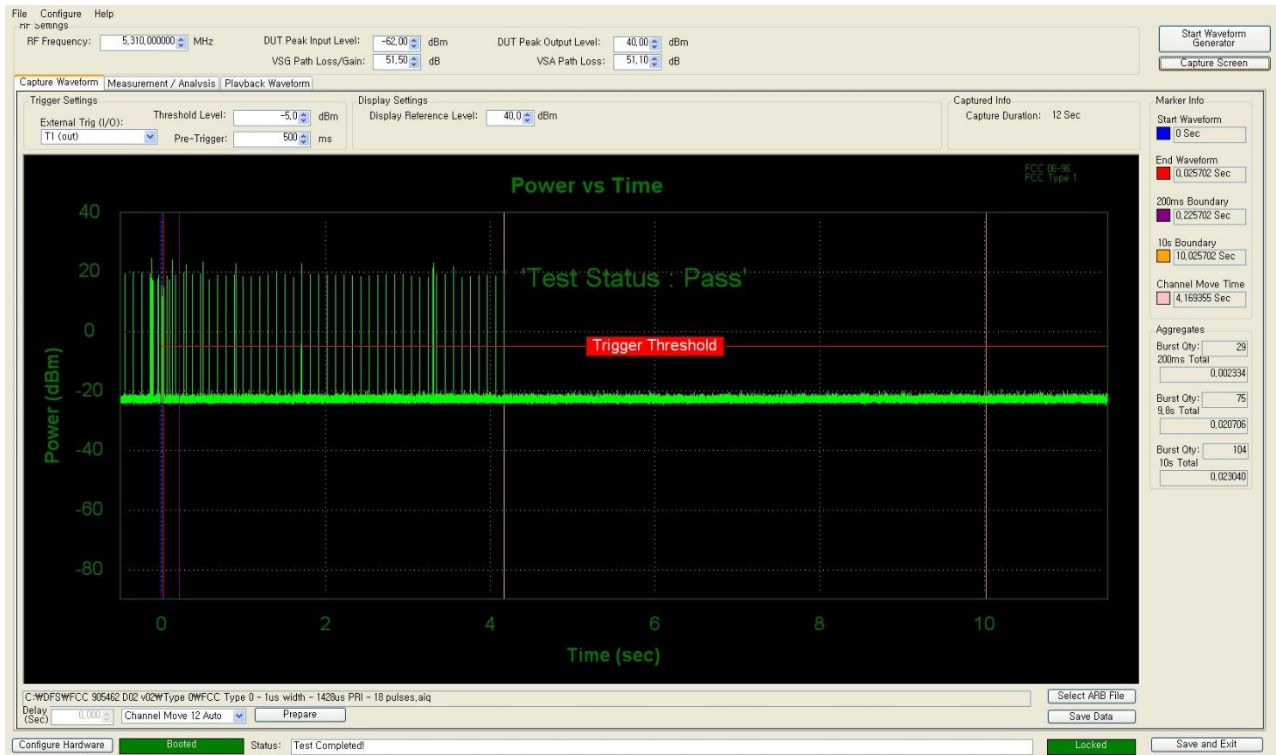 File Configure Help
RF Settings
RF Frequency: 5,310,000000 MHz DUT Peak Input Level: -62,00 dBm DUT Peak Output Level: 40,00 dBm
VSG Path Loss/Gain: 51,50 dB VSA Path Loss: 51,10 dB
Start Waveform Generator
Capture Screen
Capture Waveform Measurement / Analysis Playback Waveform
Trigger Settings
External Trig (I/O): Threshold Level: -5,0 dBm
T1 (out) Pre-Trigger: 500 ms
Display Settings
Display Reference Level: 40,0 dBm
Captured Info
Capture Duration: 12 Sec
Marker Info
Start Waveform
0 Sec
End Waveform
0,025702 Sec
200ms Boundary
0,225702 Sec
10s Boundary
10,025702 Sec
Channel Move Time
4,169355 Sec
Aggregates
Burst Qty: 29
200ms Total
0,002334
Burst Qty: 75
9,8s Total
0,020706
Burst Qty: 104
10s Total
0,023040
FCC 06-96
FCC Type 1
Power vs Time
'Test Status : Pass'
Trigger Threshold
Power (dBm)
40
20
0
-20
-40
-60
-80
0 2 4 6 8 10
Time (sec)
C:₩DFS₩FCC 905462 D02 v02₩Type 0₩FCC Type 0 - 1us width - 1428us PRI - 18 pulses,aiq
Select ARB File
Delay (Sec) 0,000 Channel Move 12 Auto Prepare
Save Data
Configure Hardware Booted Status: Test Completed! Locked Save and Exit